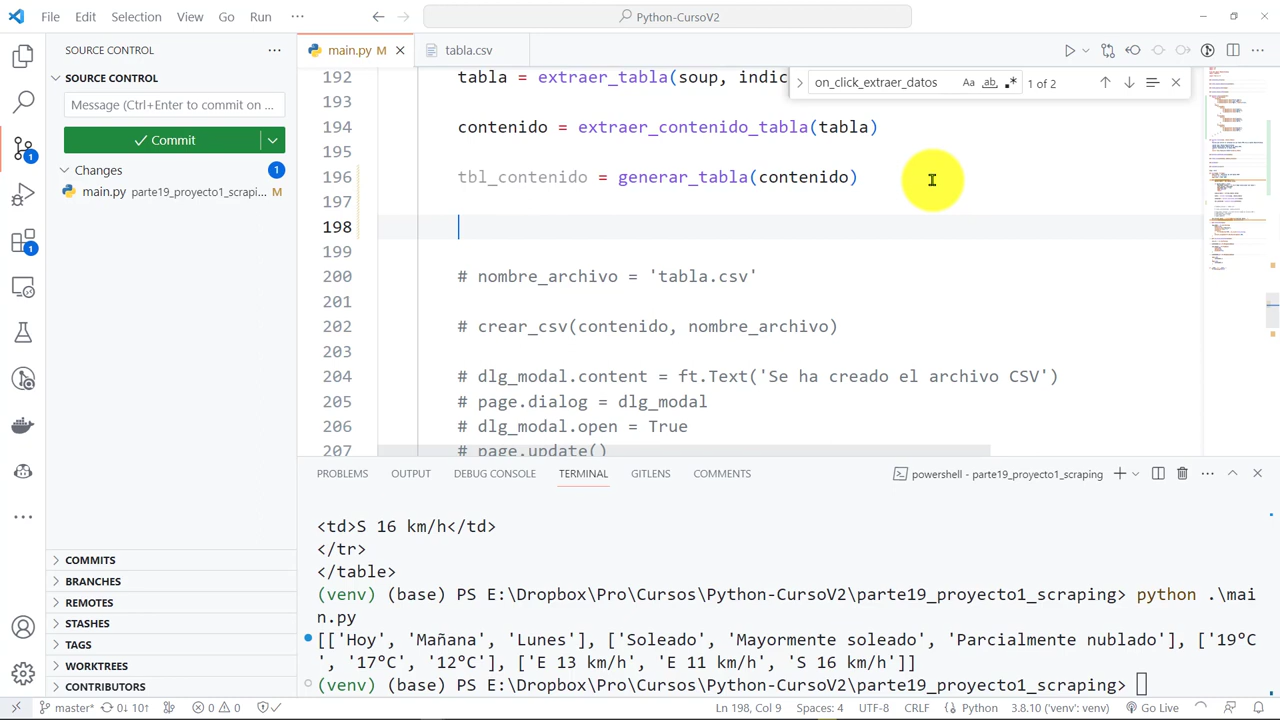 File Edit Selection View Go Run ··· Python-CursoV2
SOURCE CONTROL ···
SOURCE CONTROL
Message (Ctrl+Enter to commit on ...
Commit
Changes 1
main.py parte19_proyecto1_scrapi... M
COMMITS
BRANCHES
REMOTES
STASHES
TAGS
WORKTREES
CONTRIBUTORS
main.py M tabla.csv
192 tabla = extraer_tabla(soup, indic
193
194 contenido = extraer_contenido_tabla(tabla)
195
196 tbl_contenido = generar_tabla(contenido)
197
198
200 # nombre_archivo = 'tabla.csv'
201
202 # crear_csv(contenido, nombre_archivo)
203
204 # dlg_modal.content = ft.Text('Se ha creado el archivo CSV')
205 # page.dialog = dlg_modal
206 # dlg_modal.open = True
207 # page.update()
PROBLEMS OUTPUT DEBUG CONSOLE TERMINAL GITLENS COMMENTS powershell - parte19_proyecto1_scraping
<td>S 16 km/h</td>
</tr>
</table>
(venv) (base) PS E:\Dropbox\Pro\Cursos\Python-CursoV2\parte19_proyecto1_scraping> python .\mai
n.py
[['Hoy', 'Mañana', 'Lunes'], ['Soleado', 'Mayormente soleado', 'Parcialmente nublado'], ['19°C
', '17°C', '12°C'], ['E 13 km/h', 'E 11 km/h', 'S 16 km/h']]
(venv) (base) PS E:\Dropbox\Pro\Cursos\Python-CursoV2\parte19_proyecto1_scraping>
master* 0↓ 10↑ 0 0 Ln 198, Col 9 Spaces: 4 UTF-8 CRLF Python 3.8.10 ('venv': venv) Go Live